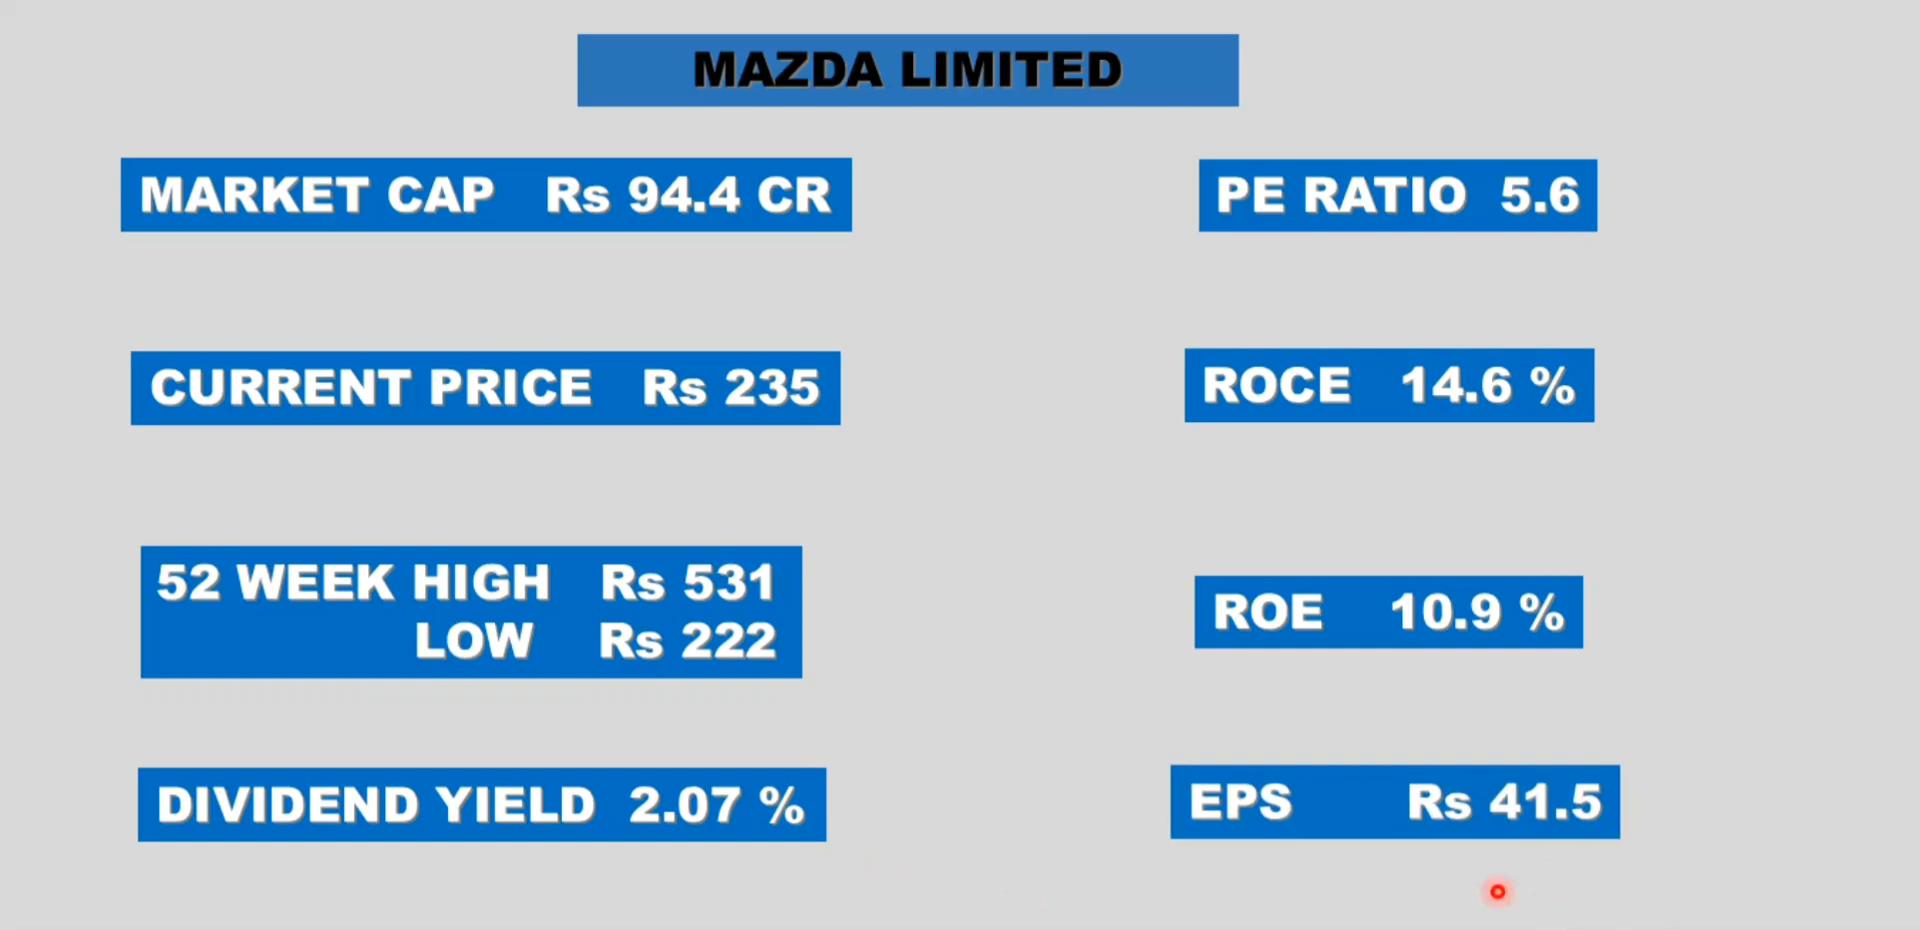 MAZDA LIMITED
MARKET CAP Rs 94.4 CR
PE RATIO 5.6
CURRENT PRICE Rs 235
ROCE 14.6 %
52 WEEK HIGH Rs 531
LOW Rs 222
ROE 10.9 %
DIVIDEND YIELD 2.07 %
EPS Rs 41.5